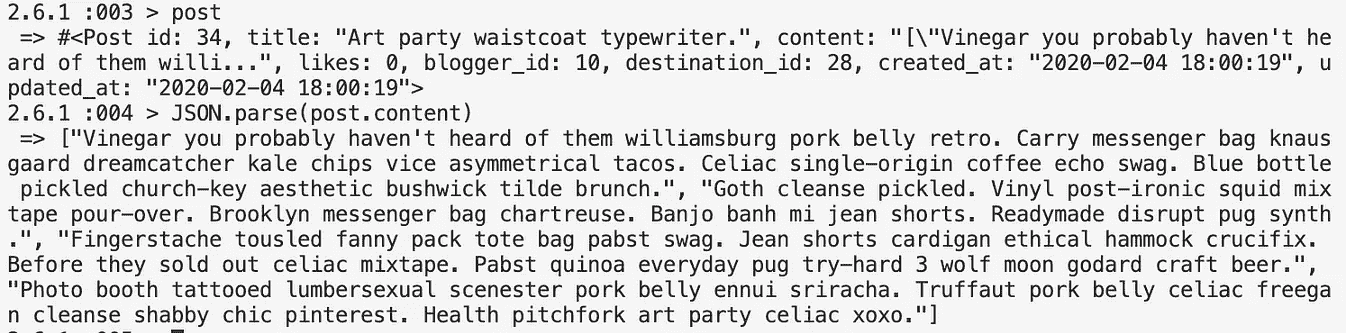 2.6.1 :003 > post
 => #<Post id: 34, title: "Art party waistcoat typewriter.", content: "[\"Vinegar you probably haven't he
ard of them willi...", likes: 0, blogger_id: 10, destination_id: 28, created_at: "2020-02-04 18:00:19", u
pdated_at: "2020-02-04 18:00:19">
2.6.1 :004 > JSON.parse(post.content)
 => ["Vinegar you probably haven't heard of them williamsburg pork belly retro. Carry messenger bag knaus
gaard dreamcatcher kale chips vice asymmetrical tacos. Celiac single-origin coffee echo swag. Blue bottle
 pickled church-key aesthetic bushwick tilde brunch.", "Goth cleanse pickled. Vinyl post-ironic squid mix
tape pour-over. Brooklyn messenger bag chartreuse. Banjo banh mi jean shorts. Readymade disrupt pug synth
.", "Fingerstache tousled fanny pack tote bag pabst swag. Jean shorts cardigan ethical hammock crucifix. 
Before they sold out celiac mixtape. Pabst quinoa everyday pug try-hard 3 wolf moon godard craft beer.", 
"Photo booth tattooed lumbersexual scenester pork belly ennui sriracha. Truffaut pork belly celiac freega
n cleanse shabby chic pinterest. Health pitchfork art party celiac xoxo."]